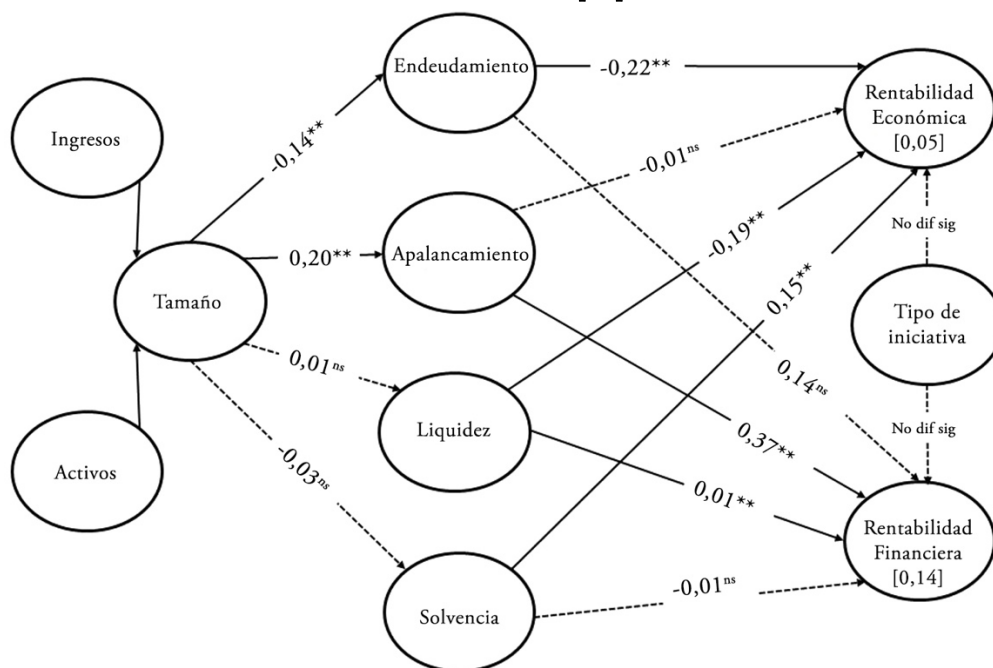 Endeudamiento
-0,22**
Rentabilidad
Económica
[0,05]
Ingresos
-0,14**
-0,01ns
-0,19**
No dif sig
Apalancamiento
0,20**
Tamaño
0,15**
Tipo de
iniciativa
0,01ns
0,14ns
Liquidez
0,37**
No dif sig
Activos
-0,03ns
0,01**
Rentabilidad
Financiera
[0,14]
-0,01ns
Solvencia